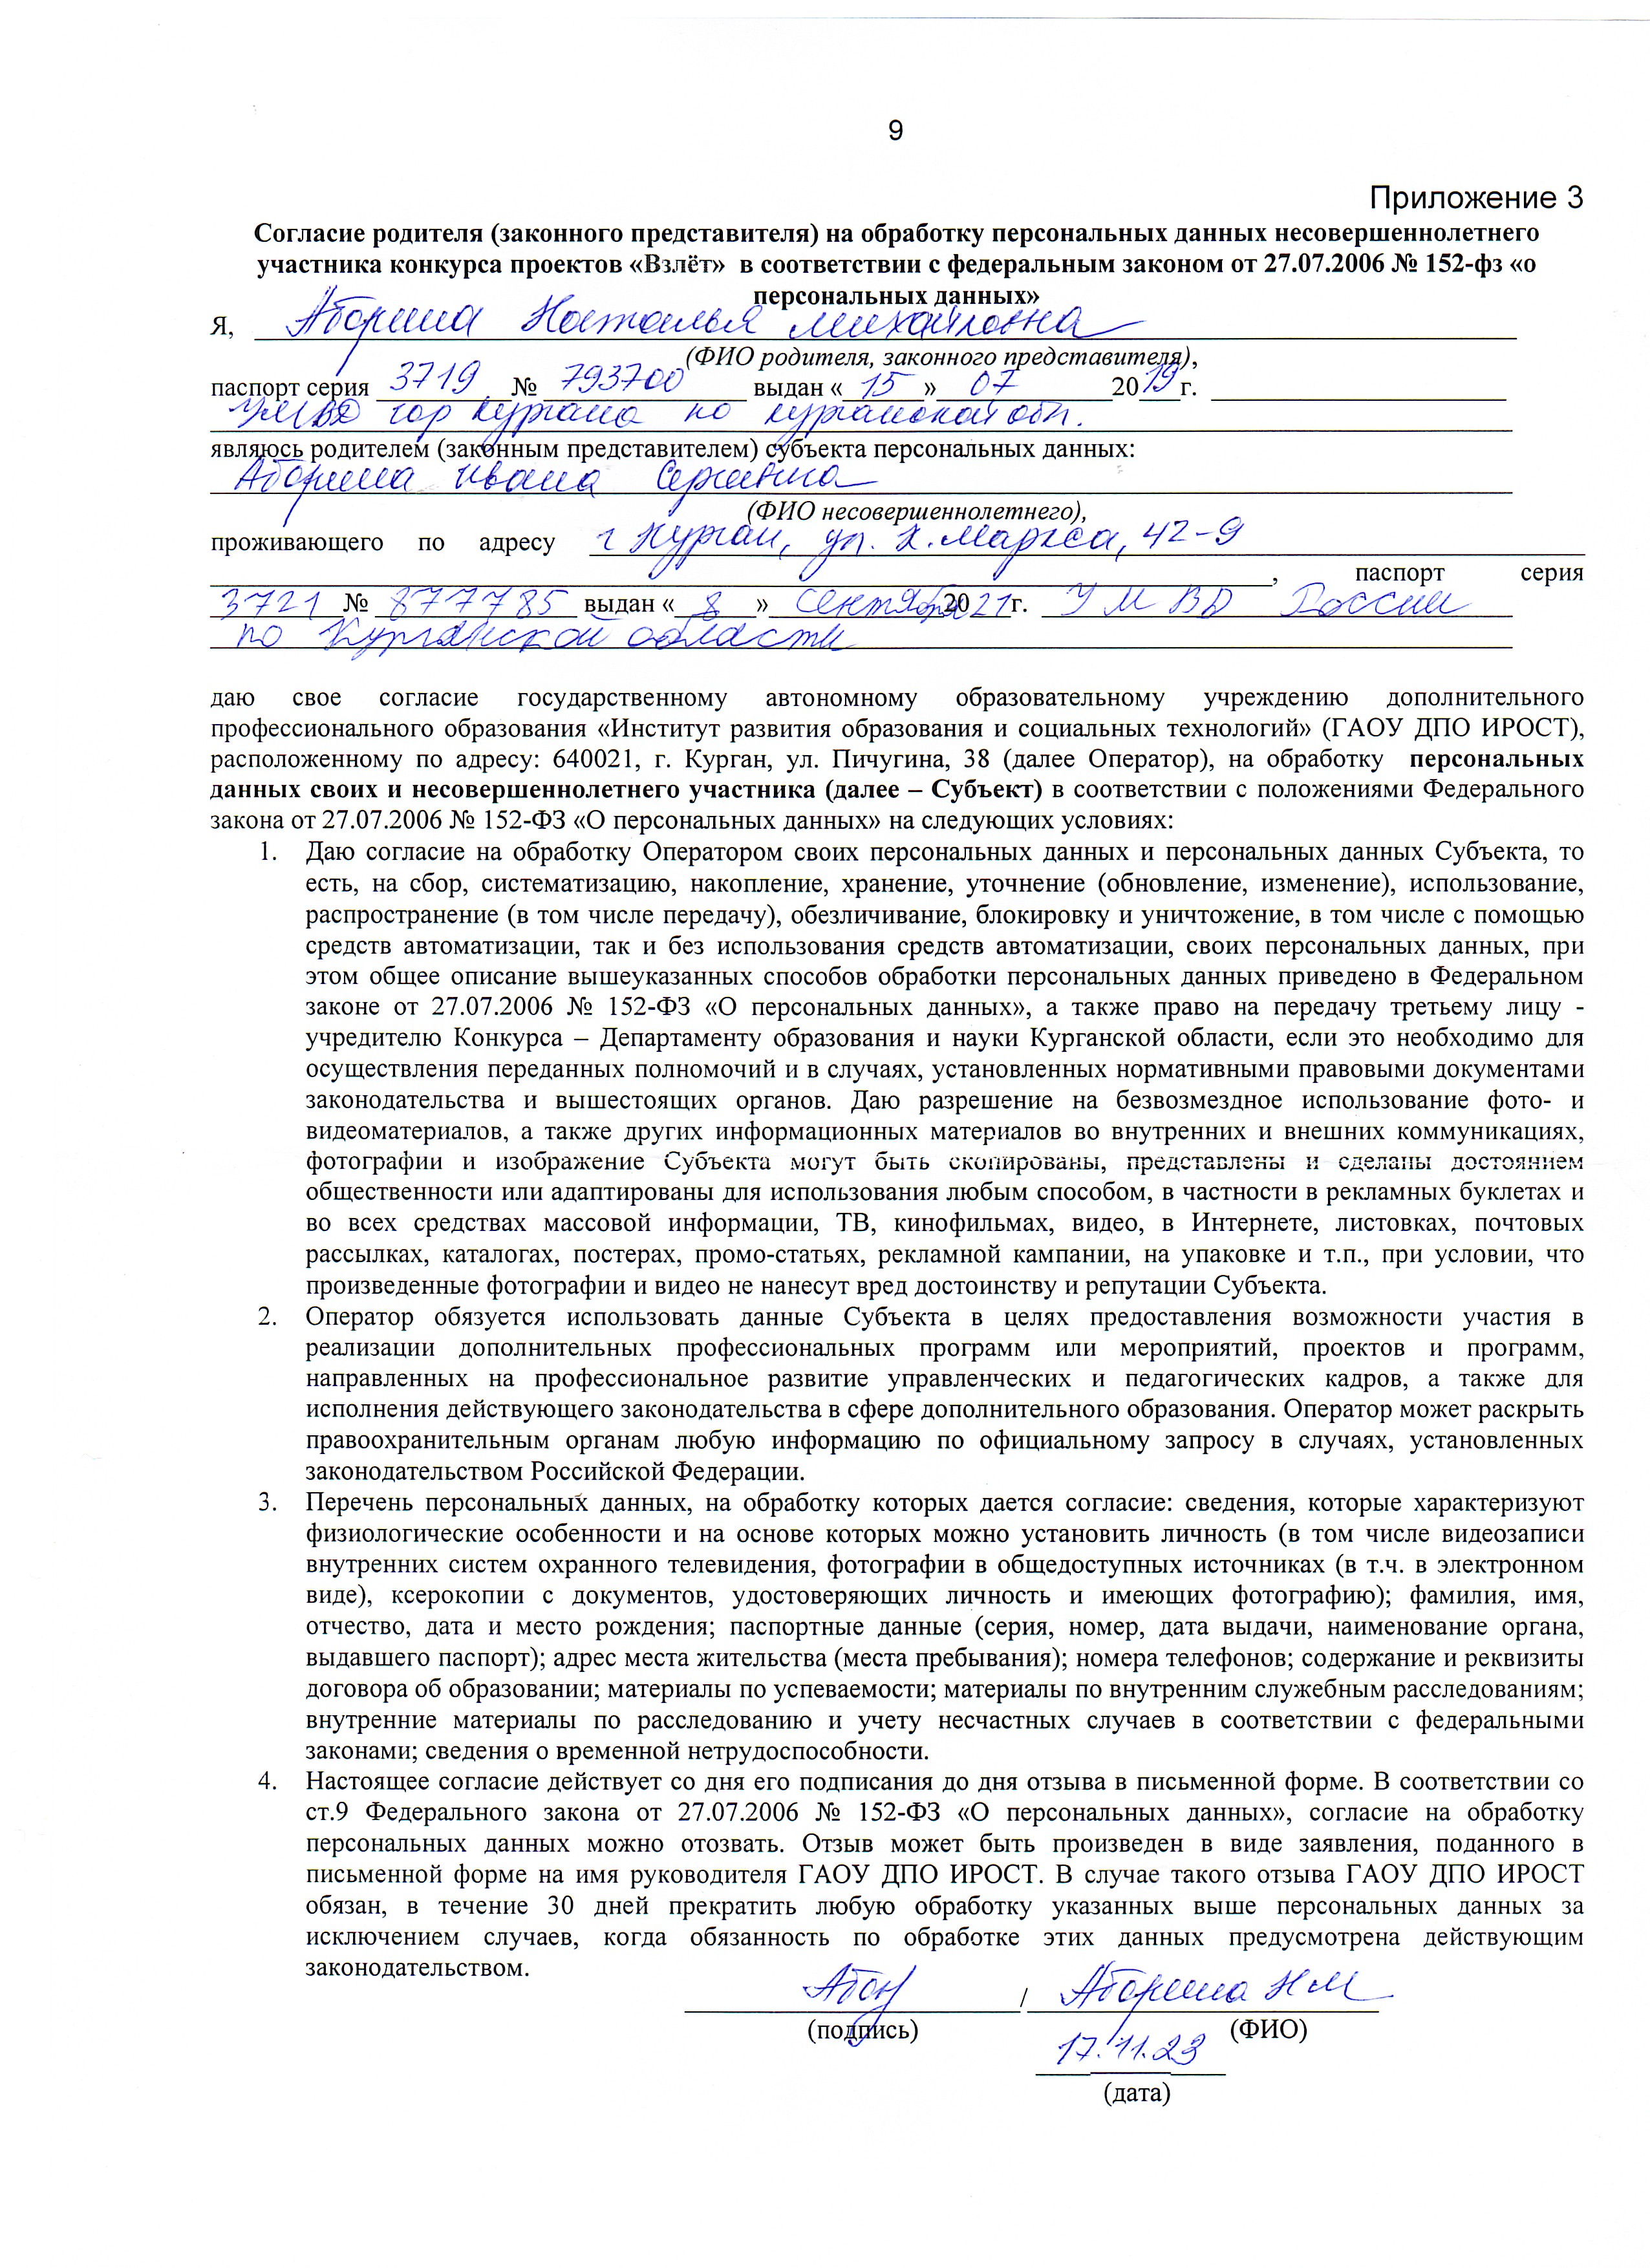 9
Приложение 3
Согласие родителя (законного представителя) на обработку персональных данных несовершеннолетнего
участника конкурса проектов «Взлёт» в соответствии с федеральным законом от 27.07.2006 № 152-фз «о
персональных данных»
Я, Аборина Наталья Михайловна
(ФИО родителя, законного представителя),
паспорт серия 3719 № 793700 выдан « 15 » 07 2019г.
УМВД гор Кургана по курганской обл.
являюсь родителем (законным представителем) субъекта персональных данных:
Аборина Ивана Сергеевича
(ФИО несовершеннолетнего),
проживающего по адресу г Курган, ул. К. Маркса, 42-9
, паспорт серия
3721 № 877785 выдан « 8 » сентября 2021г. УМВД России
по Курганской области
даю свое согласие государственному автономному образовательному учреждению дополнительного
профессионального образования «Институт развития образования и социальных технологий» (ГАОУ ДПО ИРОСТ),
расположенному по адресу: 640021, г. Курган, ул. Пичугина, 38 (далее Оператор), на обработку персональных
данных своих и несовершеннолетнего участника (далее – Субъект) в соответствии с положениями Федерального
закона от 27.07.2006 № 152-ФЗ «О персональных данных» на следующих условиях:
1. Даю согласие на обработку Оператором своих персональных данных и персональных данных Субъекта, то
есть, на сбор, систематизацию, накопление, хранение, уточнение (обновление, изменение), использование,
распространение (в том числе передачу), обезличивание, блокировку и уничтожение, в том числе с помощью
средств автоматизации, так и без использования средств автоматизации, своих персональных данных, при
этом общее описание вышеуказанных способов обработки персональных данных приведено в Федеральном
законе от 27.07.2006 № 152-ФЗ «О персональных данных», а также право на передачу третьему лицу -
учредителю Конкурса – Департаменту образования и науки Курганской области, если это необходимо для
осуществления переданных полномочий и в случаях, установленных нормативными правовыми документами
законодательства и вышестоящих органов. Даю разрешение на безвозмездное использование фото- и
видеоматериалов, а также других информационных материалов во внутренних и внешних коммуникациях,
фотографии и изображение Субъекта могут быть скопированы, представлены и сделаны достоянием
общественности или адаптированы для использования любым способом, в частности в рекламных буклетах и
во всех средствах массовой информации, ТВ, кинофильмах, видео, в Интернете, листовках, почтовых
рассылках, каталогах, постерах, промо-статьях, рекламной кампании, на упаковке и т.п., при условии, что
произведенные фотографии и видео не нанесут вред достоинству и репутации Субъекта.
2. Оператор обязуется использовать данные Субъекта в целях предоставления возможности участия в
реализации дополнительных профессиональных программ или мероприятий, проектов и программ,
направленных на профессиональное развитие управленческих и педагогических кадров, а также для
исполнения действующего законодательства в сфере дополнительного образования. Оператор может раскрыть
правоохранительным органам любую информацию по официальному запросу в случаях, установленных
законодательством Российской Федерации.
3. Перечень персональных данных, на обработку которых дается согласие: сведения, которые характеризуют
физиологические особенности и на основе которых можно установить личность (в том числе видеозаписи
внутренних систем охранного телевидения, фотографии в общедоступных источниках (в т.ч. в электронном
виде), ксерокопии с документов, удостоверяющих личность и имеющих фотографию); фамилия, имя,
отчество, дата и место рождения; паспортные данные (серия, номер, дата выдачи, наименование органа,
выдавшего паспорт); адрес места жительства (места пребывания); номера телефонов; содержание и реквизиты
договора об образовании; материалы по успеваемости; материалы по внутренним служебным расследованиям;
внутренние материалы по расследованию и учету несчастных случаев в соответствии с федеральными
законами; сведения о временной нетрудоспособности.
4. Настоящее согласие действует со дня его подписания до дня отзыва в письменной форме. В соответствии со
ст.9 Федерального закона от 27.07.2006 № 152-ФЗ «О персональных данных», согласие на обработку
персональных данных можно отозвать. Отзыв может быть произведен в виде заявления, поданного в
письменной форме на имя руководителя ГАОУ ДПО ИРОСТ. В случае такого отзыва ГАОУ ДПО ИРОСТ
обязан, в течение 30 дней прекратить любую обработку указанных выше персональных данных за
исключением случаев, когда обязанность по обработке этих данных предусмотрена действующим
законодательством.
Абор / Аборина НМ
(подпись) (ФИО)
17.11.23
(дата)